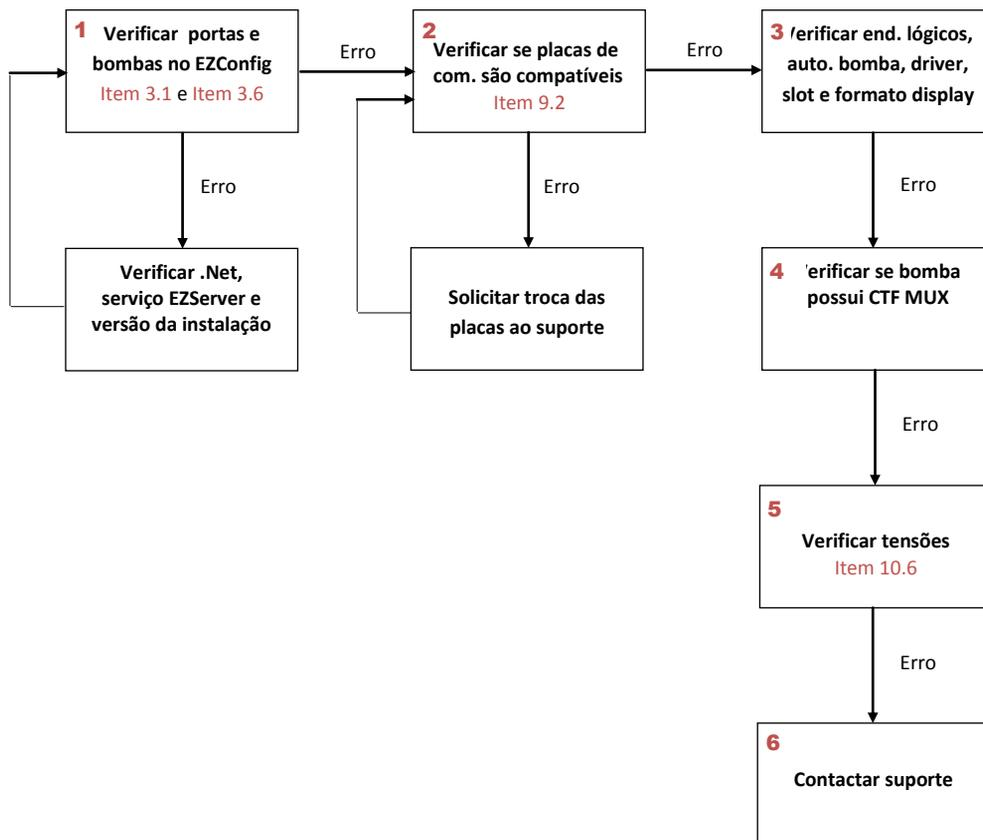 1
Verificar portas e
bombas no EZConfig
Item 3.1 e Item 3.6
Erro
2
Verificar se placas de
com. são compatíveis
Item 9.2
Erro
3
Verificar end. lógicos,
auto. bomba, driver,
slot e formato display
Erro
Erro
Erro
Verificar .Net,
serviço EZServer e
versão da instalação
Solicitar troca das
placas ao suporte
4
Verificar se bomba
possui CTF MUX
Erro
5
Verificar tensões
Item 10.6
Erro
6
Contactar suporte